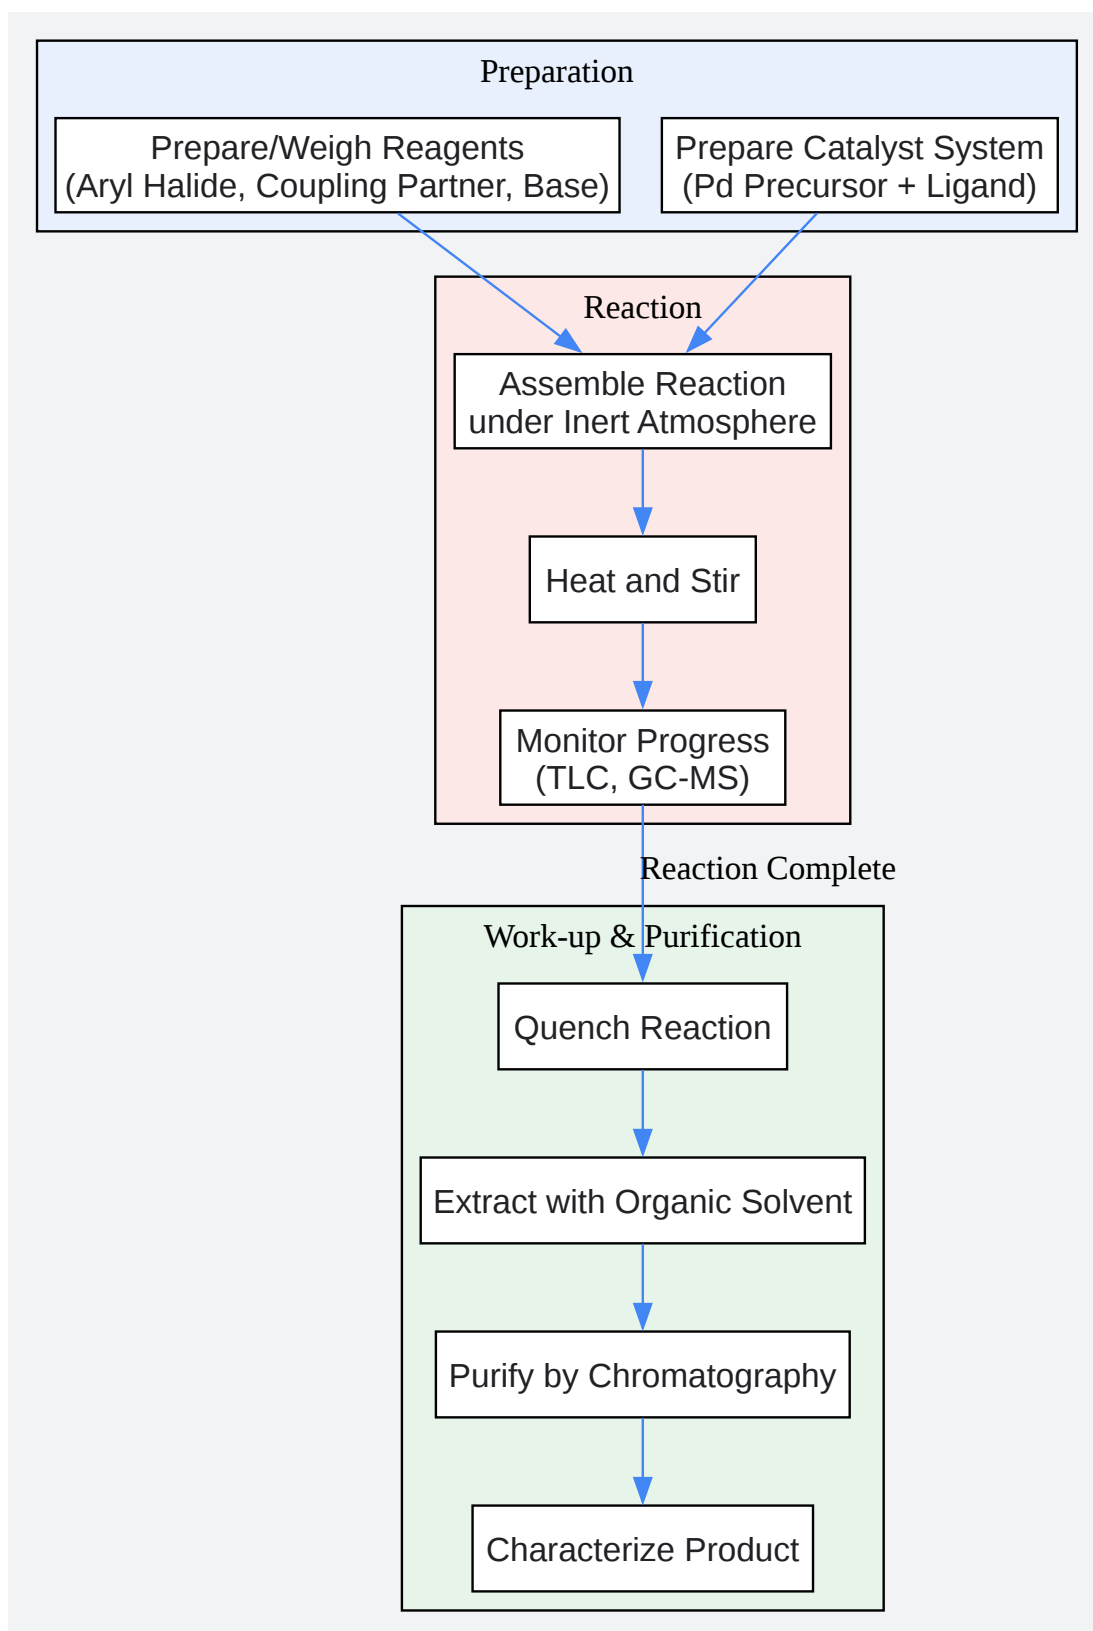 Preparation
Prepare/Weigh Reagents
(Aryl Halide, Coupling Partner, Base)
Prepare Catalyst System
(Pd Precursor + Ligand)
Reaction
Assemble Reaction
under Inert Atmosphere
Heat and Stir
Monitor Progress
(TLC, GC-MS)
Reaction Complete
Work-up & Purification
Quench Reaction
Extract with Organic Solvent
Purify by Chromatography
Characterize Product